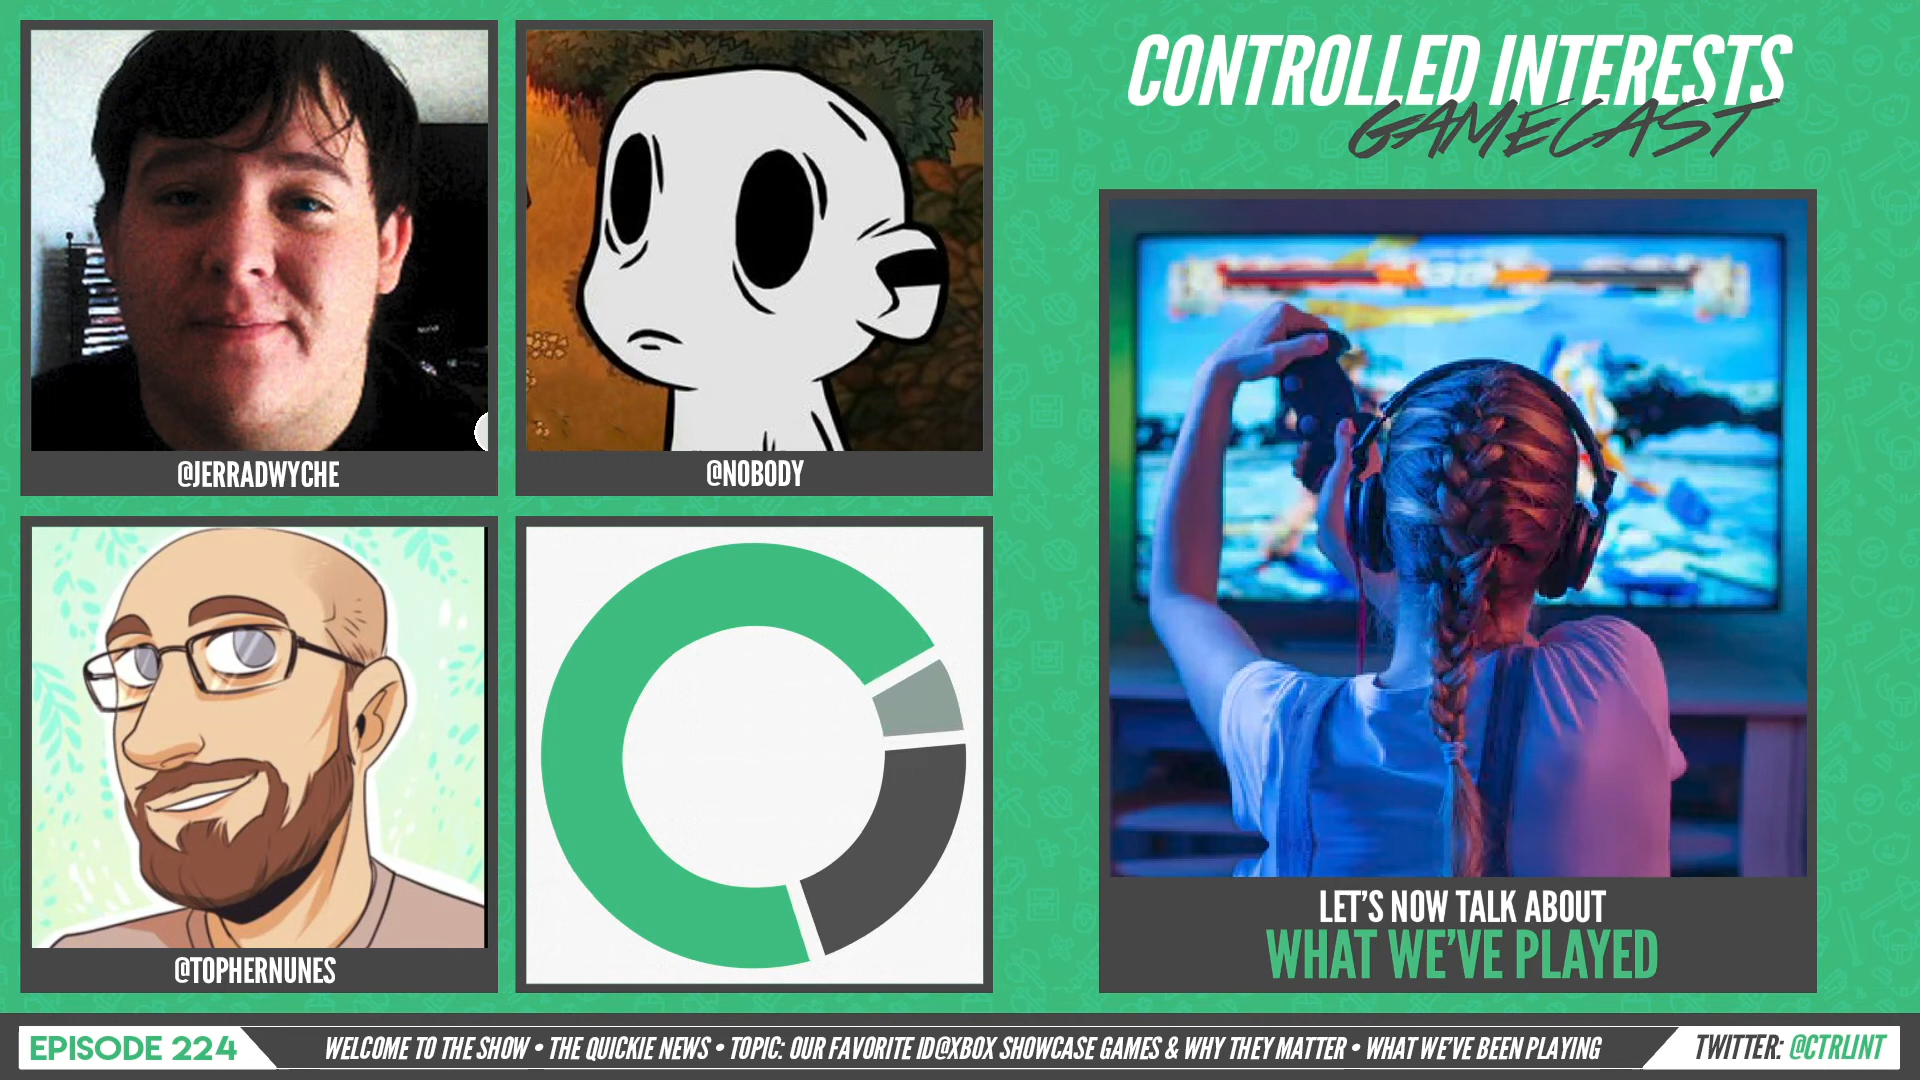 CONTROLLED INTERESTS
GAMECAST
@JERRADWYCHE
@NOBODY
@TOPHERNUNES
LET'S NOW TALK ABOUT
WHAT WE'VE PLAYED
EPISODE 224
WELCOME TO THE SHOW • THE QUICKIE NEWS • TOPIC: OUR FAVORITE ID@XBOX SHOWCASE GAMES & WHY THEY MATTER • WHAT WE'VE BEEN PLAYING
TWITTER: @CTRLINT